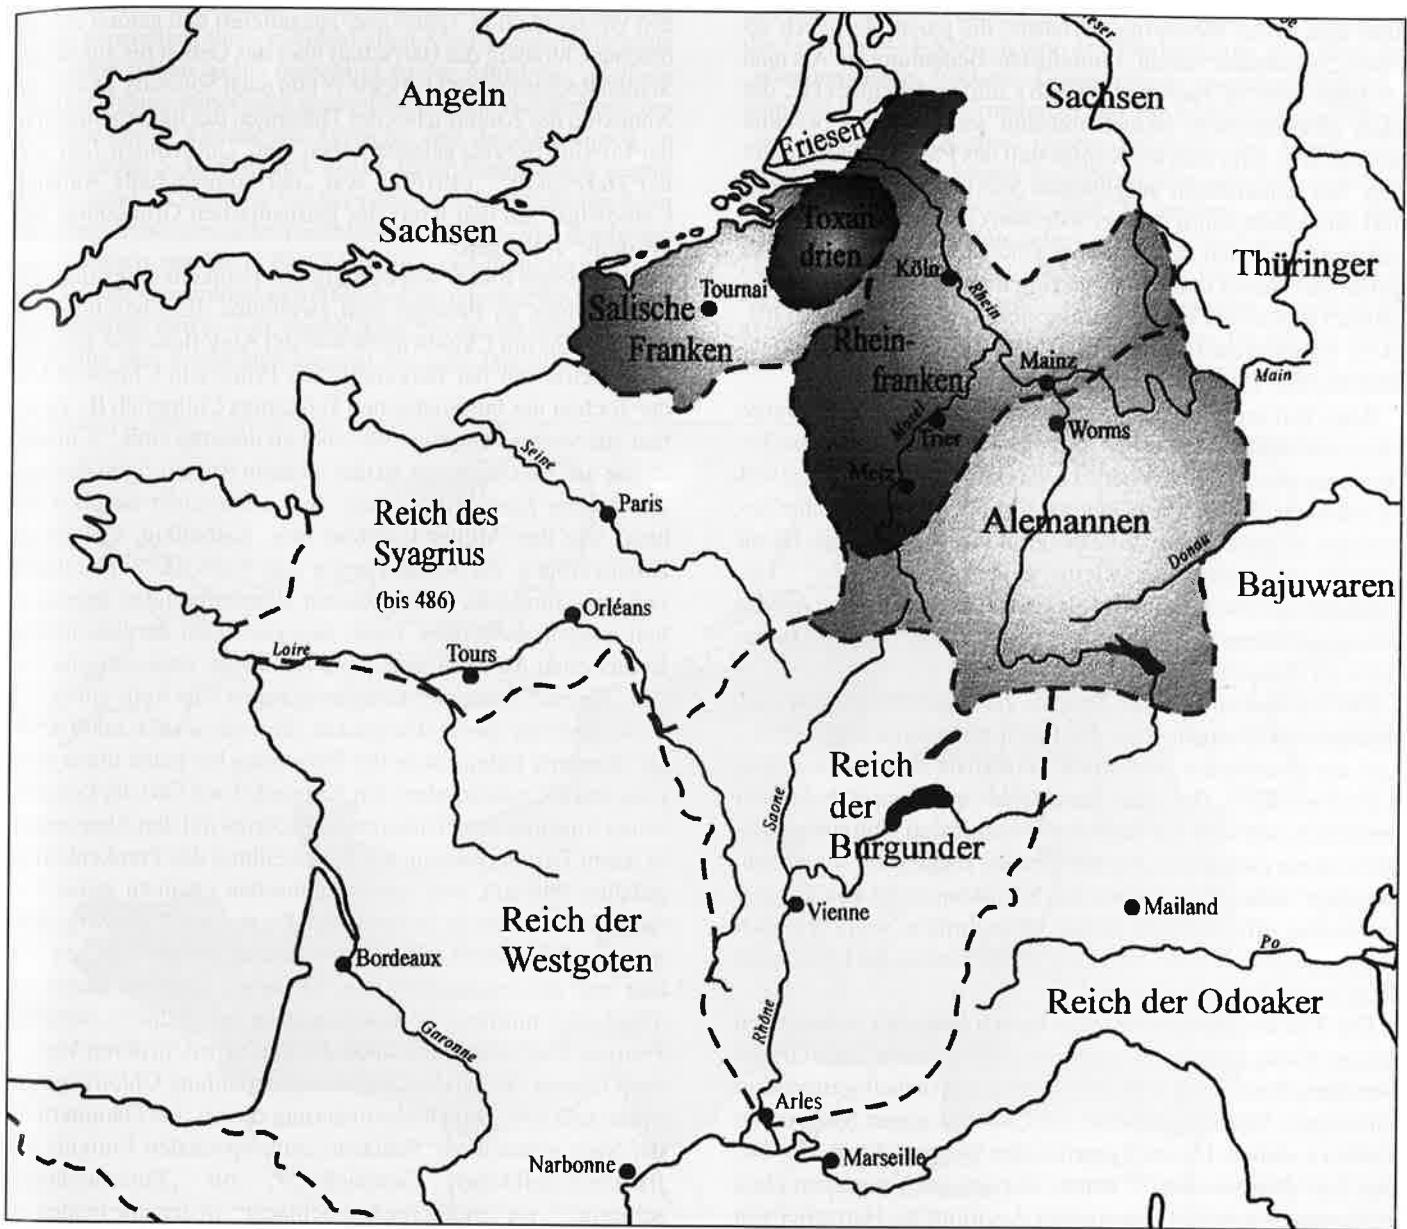 Angeln
Sachsen
Friesen
Sachsen
Toxan
drien
Thüringer
Köln
Rhein
Tournai
Salische
Franken
Rhein-
franken
Mainz
Main
Mosel
Trier
Worms
Metz
Seine
Paris
Reich des
Syagrius
(bis 486)
Alemannen
Donau
Bajuwaren
Orléans
Loire
Tours
Reich
der
Burgunder
Saone
Vienne
Mailand
Po
Reich der
Westgoten
Bordeaux
Garonne
Rhône
Reich der Odoaker
Arles
Narbonne
Marseille